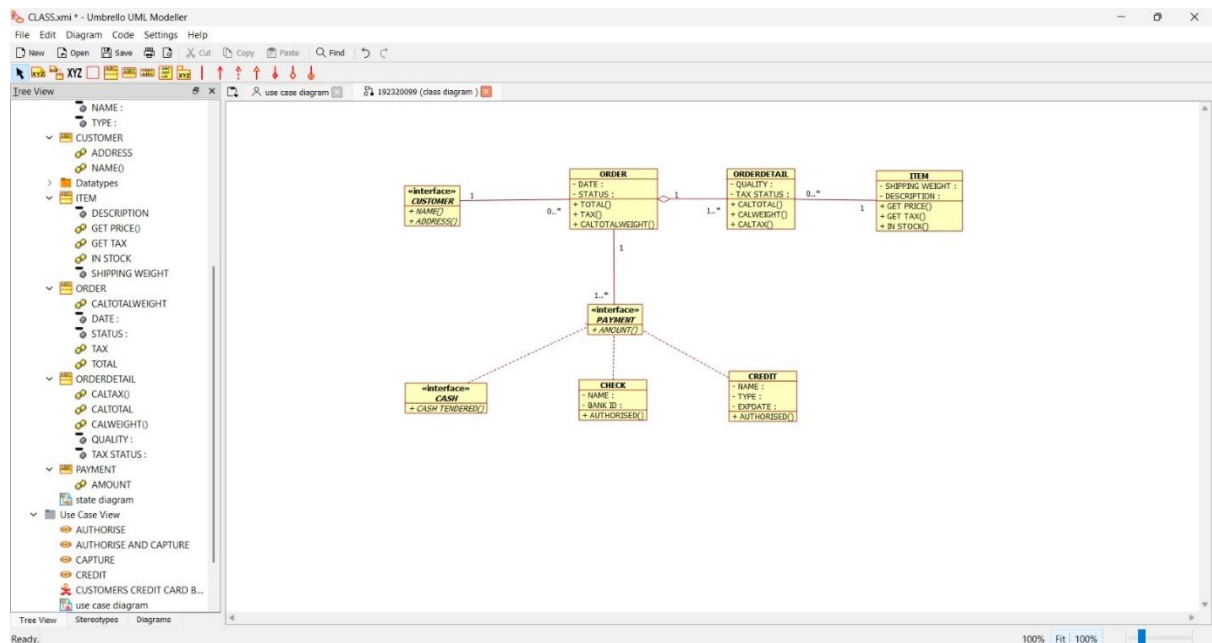 CLASS.xmi * - Umbrello UML Modeller
File Edit Diagram Code Settings Help
New Open Save Cut Copy Paste Find
XYZ
Tree View
use case diagram
192320099 (class diagram )
NAME :
TYPE :
CUSTOMER
ADDRESS
NAME()
Datatypes
ITEM
DESCRIPTION
GET PRICE()
GET TAX
IN STOCK
SHIPPING WEIGHT
ORDER
CALTOTALWEIGHT
DATE :
STATUS :
TAX
TOTAL
ORDERDETAIL
CALTAX()
CALTOTAL
CALWEIGHT()
QUALITY :
TAX STATUS :
PAYMENT
AMOUNT
state diagram
Use Case View
AUTHORISE
AUTHORISE AND CAPTURE
CAPTURE
CREDIT
CUSTOMERS CREDIT CARD B...
use case diagram
Tree View Stereotypes Diagrams
Ready.
«interface»
CUSTOMER
+ NAME()
+ ADDRESS()
1
0..*
ORDER
- DATE :
- STATUS :
+ TOTAL()
+ TAX()
+ CALTOTALWEIGHT()
1
1..*
ORDERDETAIL
- QUALITY :
- TAX STATUS :
+ CALTOTAL()
+ CALWEIGHT()
+ CALTAX()
0..*
1
ITEM
- SHIPPING WEIGHT :
- DESCRIPTION :
+ GET PRICE()
+ GET TAX()
+ IN STOCK()
1
1..*
«interface»
PAYMENT
+ AMOUNT()
«interface»
CASH
+ CASH TENDERED()
CHECK
- NAME :
- BANK ID :
+ AUTHORISED()
CREDIT
- NAME :
- TYPE :
- EXPDATE :
+ AUTHORISED()
100% Fit 100%